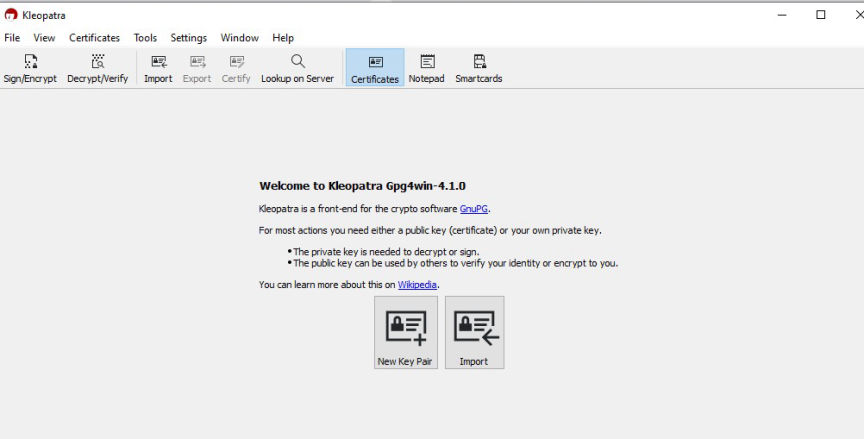 Kleopatra
File View Certificates Tools Settings Window Help
Sign/Encrypt Decrypt/Verify Import Export Certify Lookup on Server Certificates Notepad Smartcards
Welcome to Kleopatra Gpg4win-4.1.0
Kleopatra is a front-end for the crypto software GnuPG.
For most actions you need either a public key (certificate) or your own private key.
•The private key is needed to decrypt or sign.
•The public key can be used by others to verify your identity or encrypt to you.
You can learn more about this on Wikipedia.
New Key Pair Import